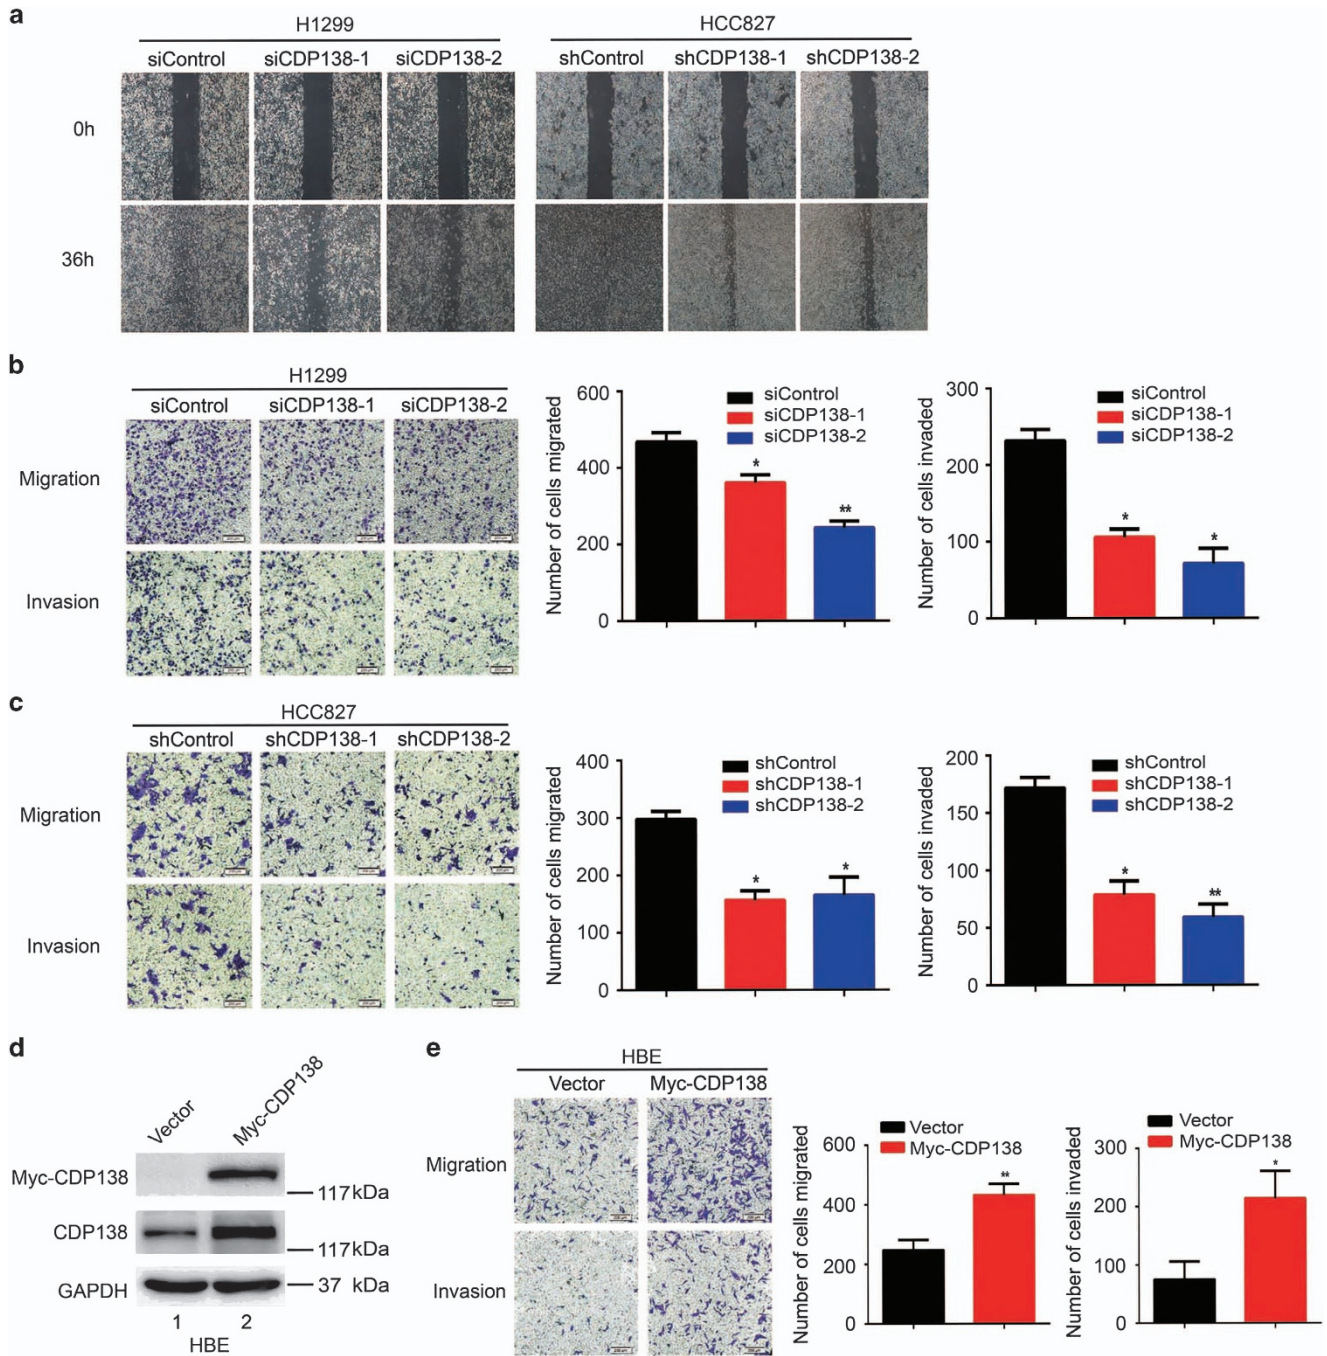 a
H1299
HCC827
siControl siCDP138-1 siCDP138-2
shControl shCDP138-1 shCDP138-2
0h
36h
b
H1299
siControl siCDP138-1 siCDP138-2
Migration
Invasion
Number of cells migrated
600
400
200
0
siControl
siCDP138-1
siCDP138-2
*
**
Number of cells invaded
300
200
100
0
siControl
siCDP138-1
siCDP138-2
*
*
c
HCC827
shControl shCDP138-1 shCDP138-2
Migration
Invasion
Number of cells migrated
400
300
200
100
0
shControl
shCDP138-1
shCDP138-2
*
*
Number of cells invaded
200
150
100
50
0
shControl
shCDP138-1
shCDP138-2
*
**
d
Vector Myc-CDP138
Myc-CDP138
117kDa
CDP138
117kDa
GAPDH
37 kDa
1 2
HBE
e
HBE
Vector Myc-CDP138
Migration
Invasion
Number of cells migrated
600
400
200
0
Vector
Myc-CDP138
**
Number of cells invaded
300
200
100
0
Vector
Myc-CDP138
*